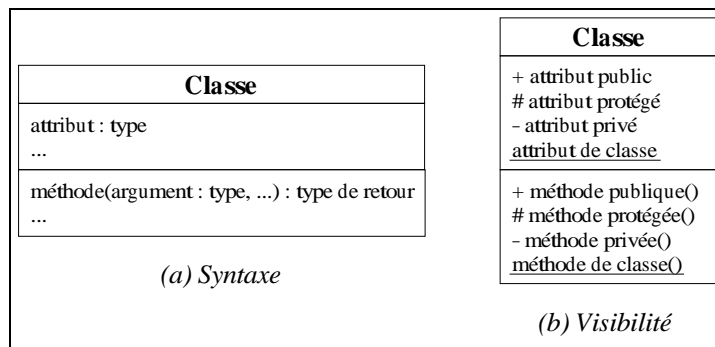 Classe
attribut : type
...
méthode(argument : type, ...) : type de retour
...
(a) Syntaxe
Classe
+ attribut public
# attribut protégé
- attribut privé
attribut de classe
+ méthode publique()
# méthode protégée()
- méthode privée()
méthode de classe()
(b) Visibilité